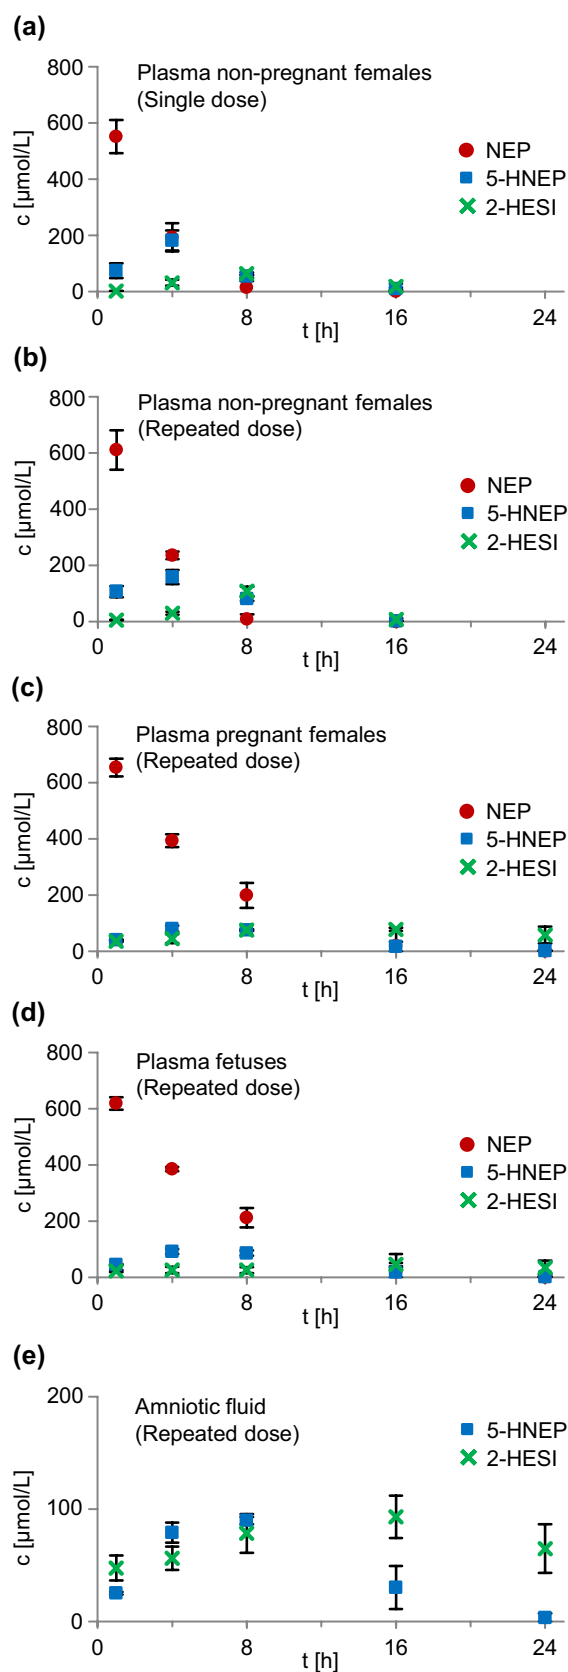 (a)
Plasma non-pregnant females
(Single dose)
c [µmol/L]
800
600
400
200
0
NEP
5-HNEP
2-HESI
0 8 16 24
t [h]
(b)
Plasma non-pregnant females
(Repeated dose)
c [µmol/L]
800
600
400
200
0
NEP
5-HNEP
2-HESI
0 8 16 24
t [h]
(c)
Plasma pregnant females
(Repeated dose)
c [µmol/L]
800
600
400
200
0
NEP
5-HNEP
2-HESI
0 8 16 24
t [h]
(d)
Plasma fetuses
(Repeated dose)
c [µmol/L]
800
600
400
200
0
NEP
5-HNEP
2-HESI
0 8 16 24
t [h]
(e)
Amniotic fluid
(Repeated dose)
c [µmol/L]
200
100
0
5-HNEP
2-HESI
0 8 16 24
t [h]